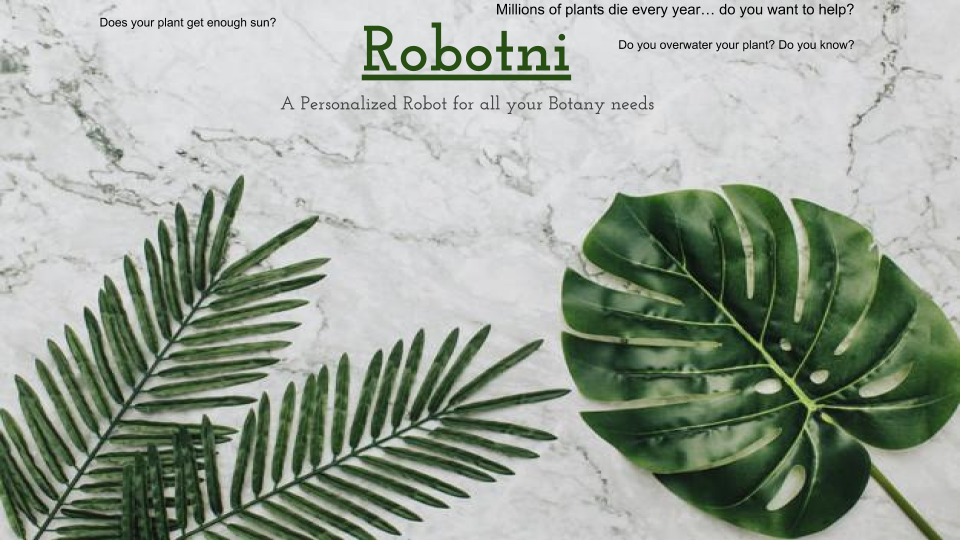 Millions of plants die every year… do you want to help?
Does your plant get enough sun?
Robotni
Do you overwater your plant? Do you know?
A Personalized Robot for all your Botany needs